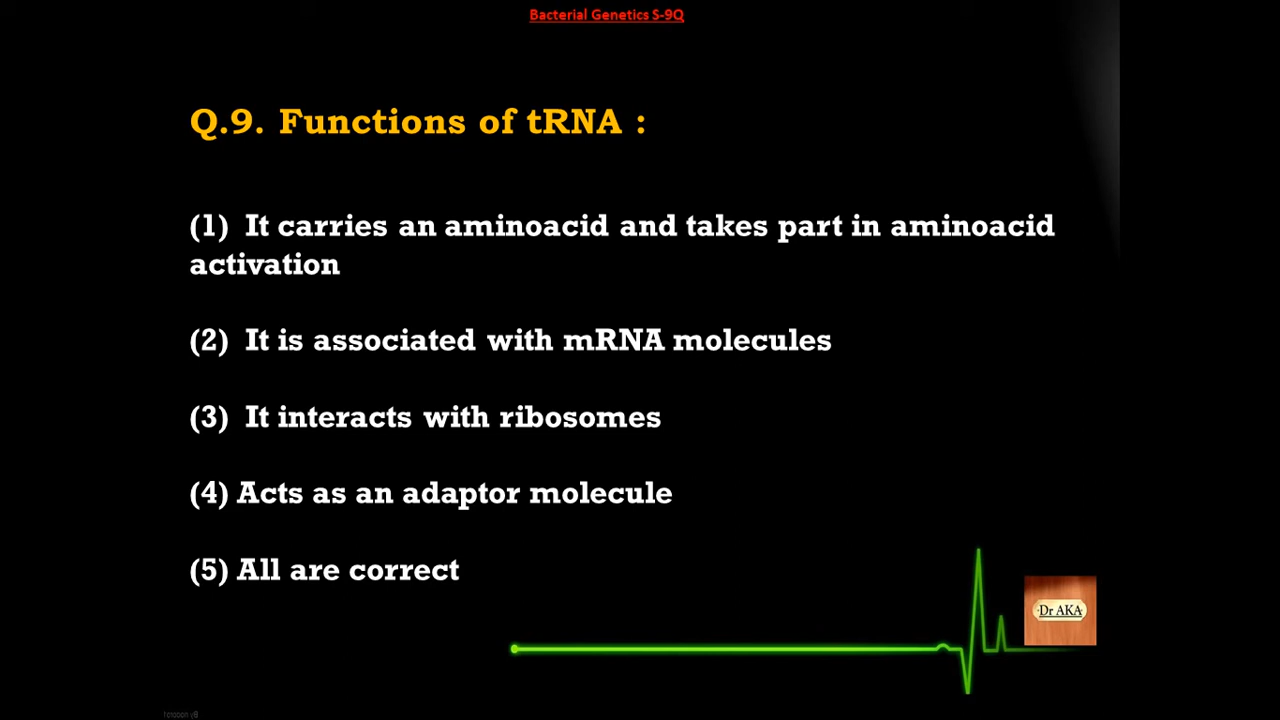 Bacterial Genetics S-9Q
Q.9. Functions of tRNA :
(1) It carries an aminoacid and takes part in aminoacid
activation
(2) It is associated with mRNA molecules
(3) It interacts with ribosomes
(4) Acts as an adaptor molecule
(5) All are correct
Dr AKA